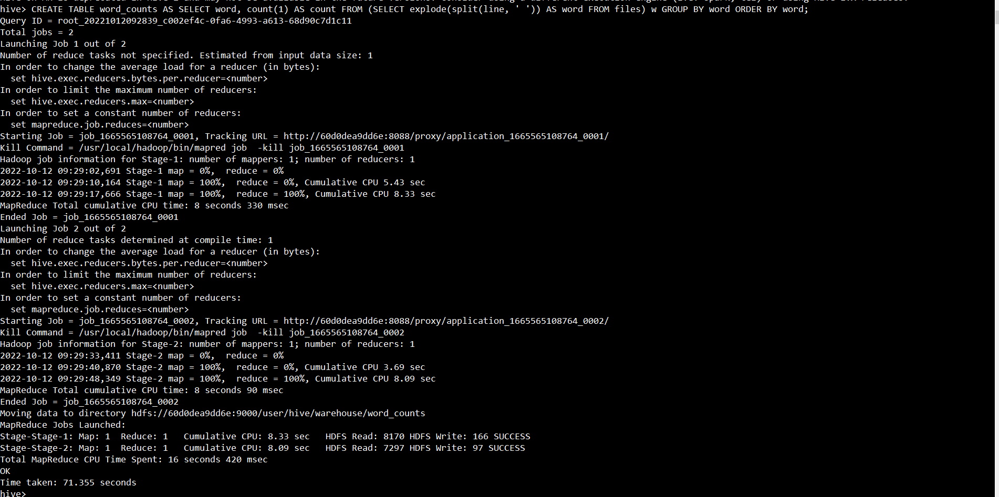 hive> CREATE TABLE word_counts AS SELECT word, count(1) AS count FROM (SELECT explode(split(line, ' ')) AS word FROM files) w GROUP BY word ORDER BY word;
Query ID = root_20221012092839_c002ef4c-0fa6-4993-a613-68d90c7d1c11
Total jobs = 2
Launching Job 1 out of 2
Number of reduce tasks not specified. Estimated from input data size: 1
In order to change the average load for a reducer (in bytes):
  set hive.exec.reducers.bytes.per.reducer=<number>
In order to limit the maximum number of reducers:
  set hive.exec.reducers.max=<number>
In order to set a constant number of reducers:
  set mapreduce.job.reduces=<number>
Starting Job = job_1665565108764_0001, Tracking URL = http://60d0dea9dd6e:8088/proxy/application_1665565108764_0001/
Kill Command = /usr/local/hadoop/bin/mapred job  -kill job_1665565108764_0001
Hadoop job information for Stage-1: number of mappers: 1; number of reducers: 1
2022-10-12 09:29:02,691 Stage-1 map = 0%,  reduce = 0%
2022-10-12 09:29:10,164 Stage-1 map = 100%,  reduce = 0%, Cumulative CPU 5.43 sec
2022-10-12 09:29:17,666 Stage-1 map = 100%,  reduce = 100%, Cumulative CPU 8.33 sec
MapReduce Total cumulative CPU time: 8 seconds 330 msec
Ended Job = job_1665565108764_0001
Launching Job 2 out of 2
Number of reduce tasks determined at compile time: 1
In order to change the average load for a reducer (in bytes):
  set hive.exec.reducers.bytes.per.reducer=<number>
In order to limit the maximum number of reducers:
  set hive.exec.reducers.max=<number>
In order to set a constant number of reducers:
  set mapreduce.job.reduces=<number>
Starting Job = job_1665565108764_0002, Tracking URL = http://60d0dea9dd6e:8088/proxy/application_1665565108764_0002/
Kill Command = /usr/local/hadoop/bin/mapred job  -kill job_1665565108764_0002
Hadoop job information for Stage-2: number of mappers: 1; number of reducers: 1
2022-10-12 09:29:33,411 Stage-2 map = 0%,  reduce = 0%
2022-10-12 09:29:40,870 Stage-2 map = 100%,  reduce = 0%, Cumulative CPU 3.69 sec
2022-10-12 09:29:48,349 Stage-2 map = 100%,  reduce = 100%, Cumulative CPU 8.09 sec
MapReduce Total cumulative CPU time: 8 seconds 90 msec
Ended Job = job_1665565108764_0002
Moving data to directory hdfs://60d0dea9dd6e:9000/user/hive/warehouse/word_counts
MapReduce Jobs Launched:
Stage-Stage-1: Map: 1  Reduce: 1   Cumulative CPU: 8.33 sec   HDFS Read: 8170 HDFS Write: 166 SUCCESS
Stage-Stage-2: Map: 1  Reduce: 1   Cumulative CPU: 8.09 sec   HDFS Read: 7297 HDFS Write: 97 SUCCESS
Total MapReduce CPU Time Spent: 16 seconds 420 msec
OK
Time taken: 71.355 seconds
hive>